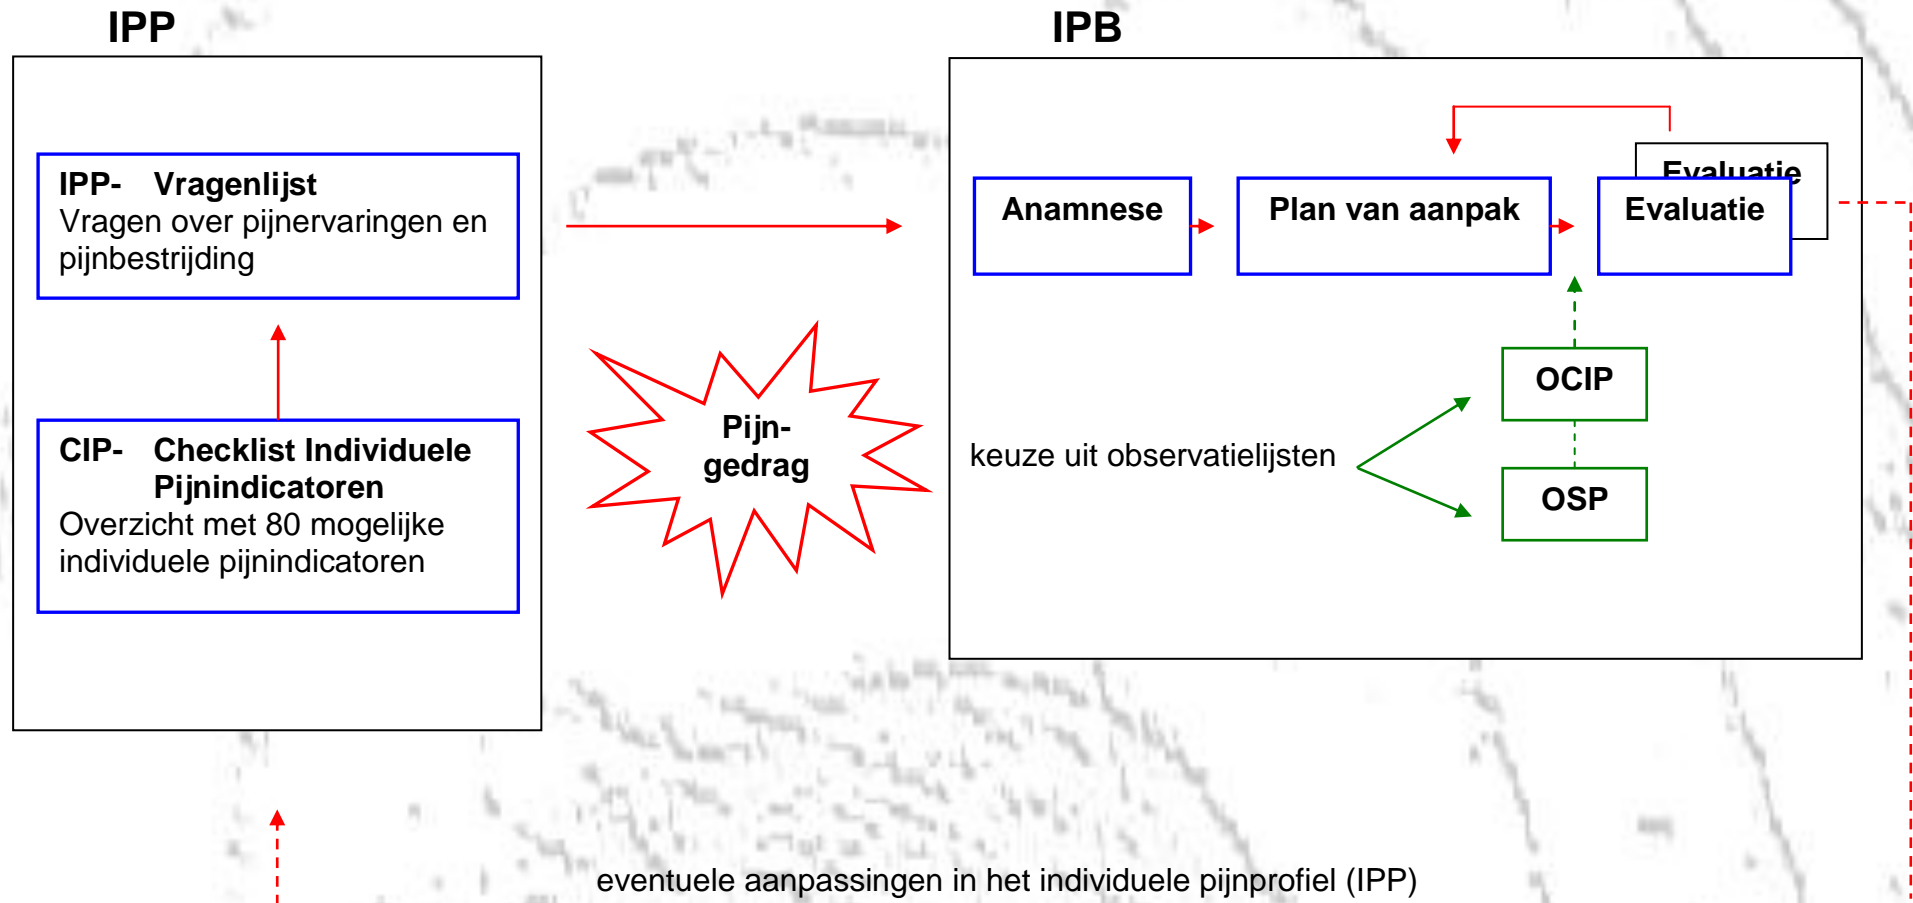 IPP
IPB
IPP- Vragenlijst
Vragen over pijnervaringen en
pijnbestrijding
CIP- Checklist Individuele
Pijnindicatoren
Overzicht met 80 mogelijke
individuele pijnindicatoren
Pijn-
gedrag
Anamnese
Plan van aanpak
Evaluatie
Evaluatie
keuze uit observatielijsten
OCIP
OSP
eventuele aanpassingen in het individuele pijnprofiel (IPP)